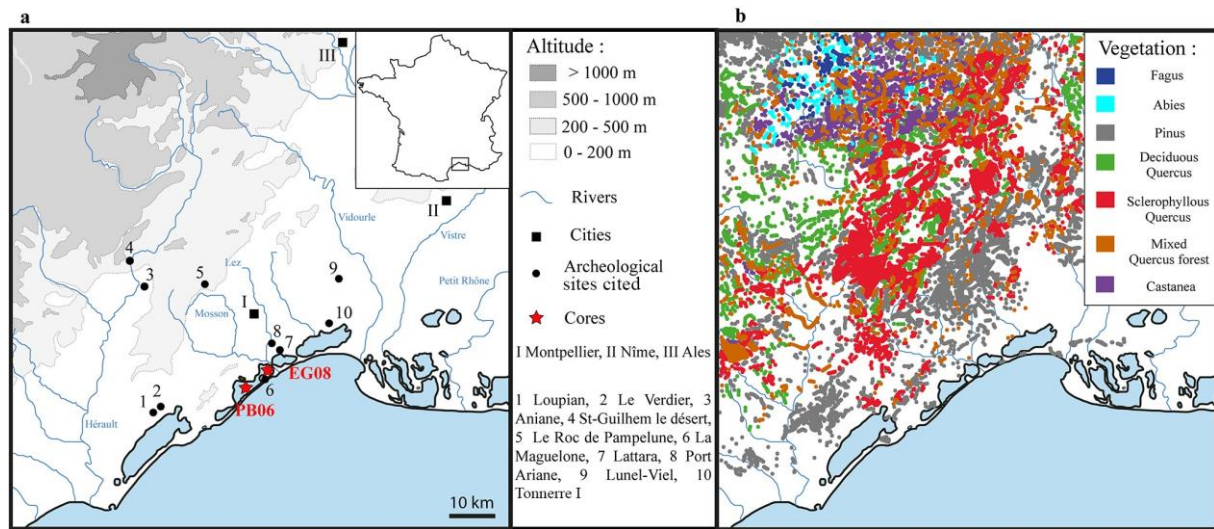 a
III
II
Vidourle
Vistre
4
3
5
Lez
9
Petit Rhône
I
Mosson
10
8
7
EG08
6
PB06
1
2
Hérault
10 km
Altitude :
> 1000 m
500 - 1000 m
200 - 500 m
0 - 200 m
Rivers
Cities
Archeological
sites cited
Cores
I Montpellier, II Nîme, III Ales
1 Loupian, 2 Le Verdier, 3
Aniane, 4 St-Guilhem le désert,
5 Le Roc de Pampelune, 6 La
Maguelone, 7 Lattara, 8 Port
Ariane, 9 Lunel-Viel, 10
Tonnerre I
b
Vegetation :
Fagus
Abies
Pinus
Deciduous
Quercus
Sclerophyllous
Quercus
Mixed
Quercus forest
Castanea